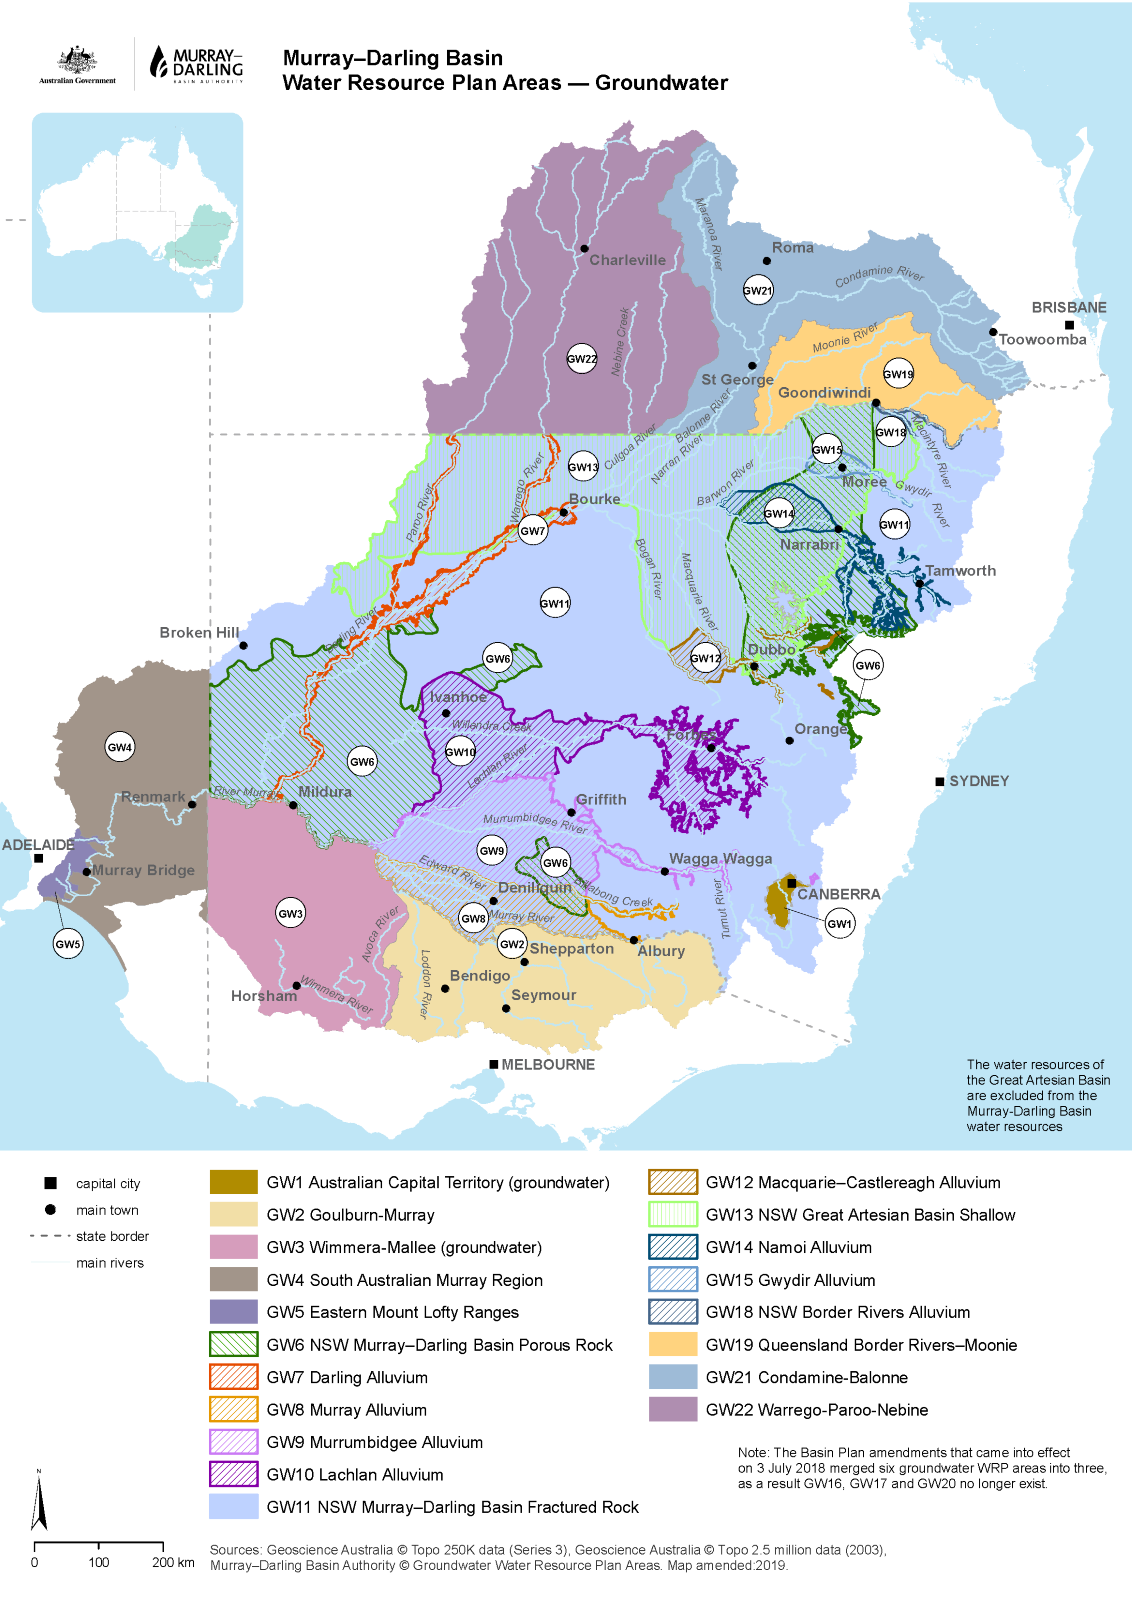 Australian Government
MURRAY–
DARLING
BASIN AUTHORITY
Murray–Darling Basin
Water Resource Plan Areas — Groundwater
Charleville
Maranoa River
Roma
GW21
Condamine River
BRISBANE
Toowoomba
GW22
Nebine Creek
Moonie River
St George
GW19
Goondiwindi
Balonne River
Culgoa River
Narran River
GW18
Macintyre River
GW15
GW13
Moree
Gwydir
River
Barwon River
Paroo River
Warrego River
Bourke
GW7
GW14
GW11
Narrabri
Bogan River
Macquarie River
Tamworth
GW11
Darling River
Broken Hill
GW6
GW12
Dubbo
GW6
Ivanhoe
Willandra Creek
Forbes
Orange
GW4
GW6
GW10
Lachlan River
SYDNEY
Renmark
River Murray
Mildura
Griffith
Murrumbidgee River
ADELAIDE
Murray Bridge
GW9
GW6
Wagga Wagga
Edward River
Deniliquin
Billabong Creek
CANBERRA
Tumut River
GW1
GW3
GW8
Murray River
GW5
Avoca River
GW2
Shepparton
Albury
Loddon River
Bendigo
Horsham
Wimmera River
Seymour
MELBOURNE
The water resources of
the Great Artesian Basin
are excluded from the
Murray-Darling Basin
water resources
capital city
main town
state border
main rivers
GW1 Australian Capital Territory (groundwater)
GW2 Goulburn-Murray
GW3 Wimmera-Mallee (groundwater)
GW4 South Australian Murray Region
GW5 Eastern Mount Lofty Ranges
GW6 NSW Murray–Darling Basin Porous Rock
GW7 Darling Alluvium
GW8 Murray Alluvium
GW9 Murrumbidgee Alluvium
GW10 Lachlan Alluvium
GW11 NSW Murray–Darling Basin Fractured Rock
GW12 Macquarie–Castlereagh Alluvium
GW13 NSW Great Artesian Basin Shallow
GW14 Namoi Alluvium
GW15 Gwydir Alluvium
GW18 NSW Border Rivers Alluvium
GW19 Queensland Border Rivers–Moonie
GW21 Condamine-Balonne
GW22 Warrego-Paroo-Nebine
Note: The Basin Plan amendments that came into effect
on 3 July 2018 merged six groundwater WRP areas into three,
as a result GW16, GW17 and GW20 no longer exist.
N
0 100 200 km
Sources: Geoscience Australia © Topo 250K data (Series 3), Geoscience Australia © Topo 2.5 million data (2003),
Murray–Darling Basin Authority © Groundwater Water Resource Plan Areas. Map amended:2019.